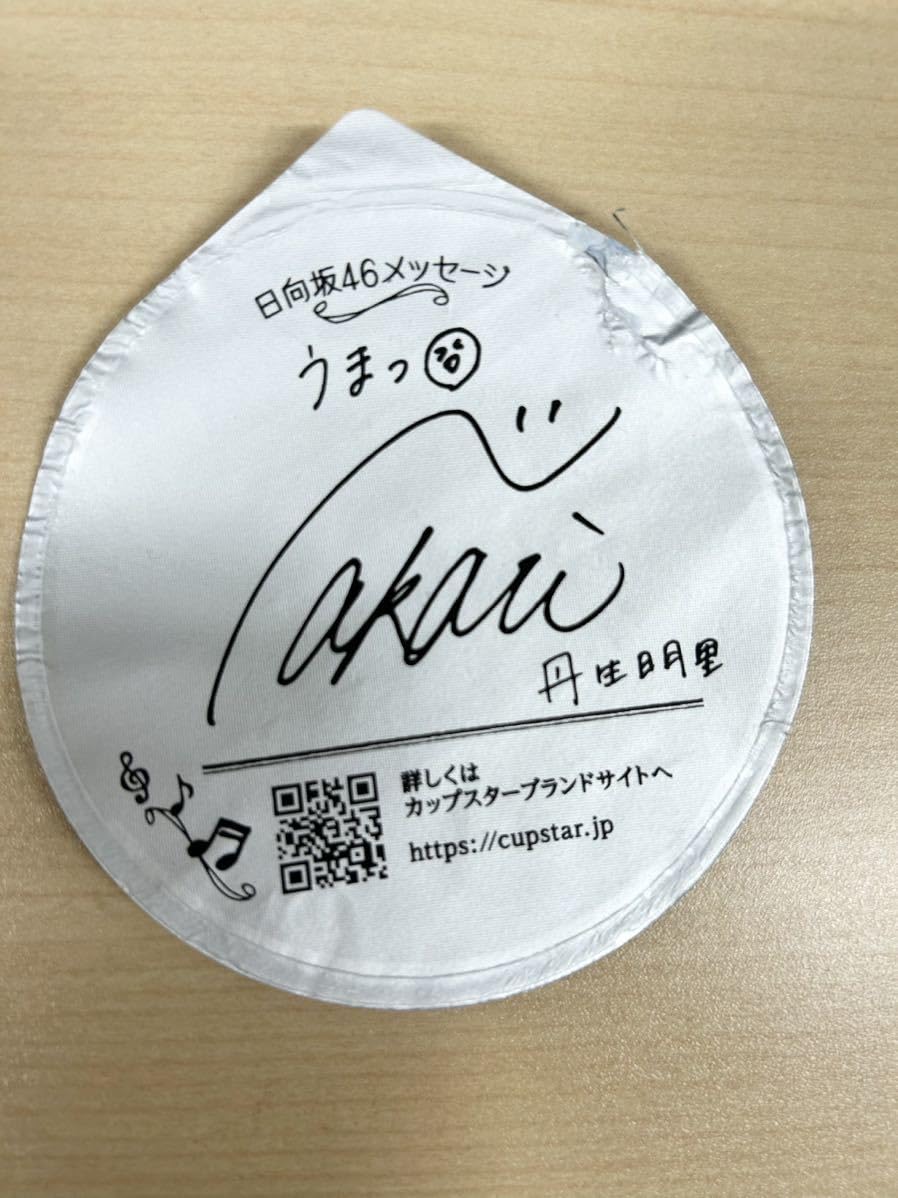 日向坂46メッセージ
うまっ
akari
丹生明里
詳しくは
カップスターブランドサイトへ
https://cupstar.jp